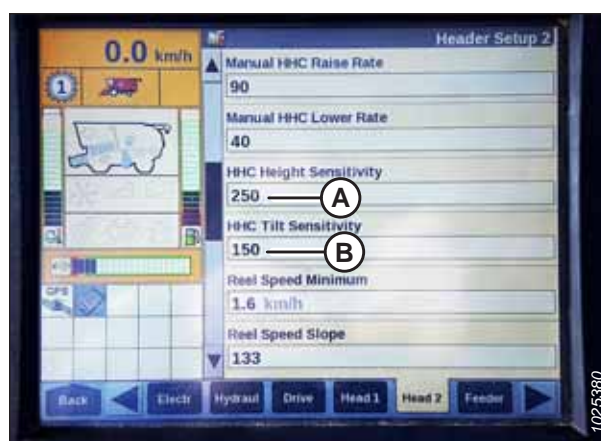 0.0 km/h
Header Setup 2
1
Manual HHC Raise Rate
90
Manual HHC Lower Rate
40
HHC Height Sensitivity
250
A
HHC Tilt Sensitivity
150
B
Reel Speed Minimum
1.6 km/h
GPS
Reel Speed Slope
133
Back
Electr
Hydraul
Drive
Head 1
Head 2
Feeder
1025380